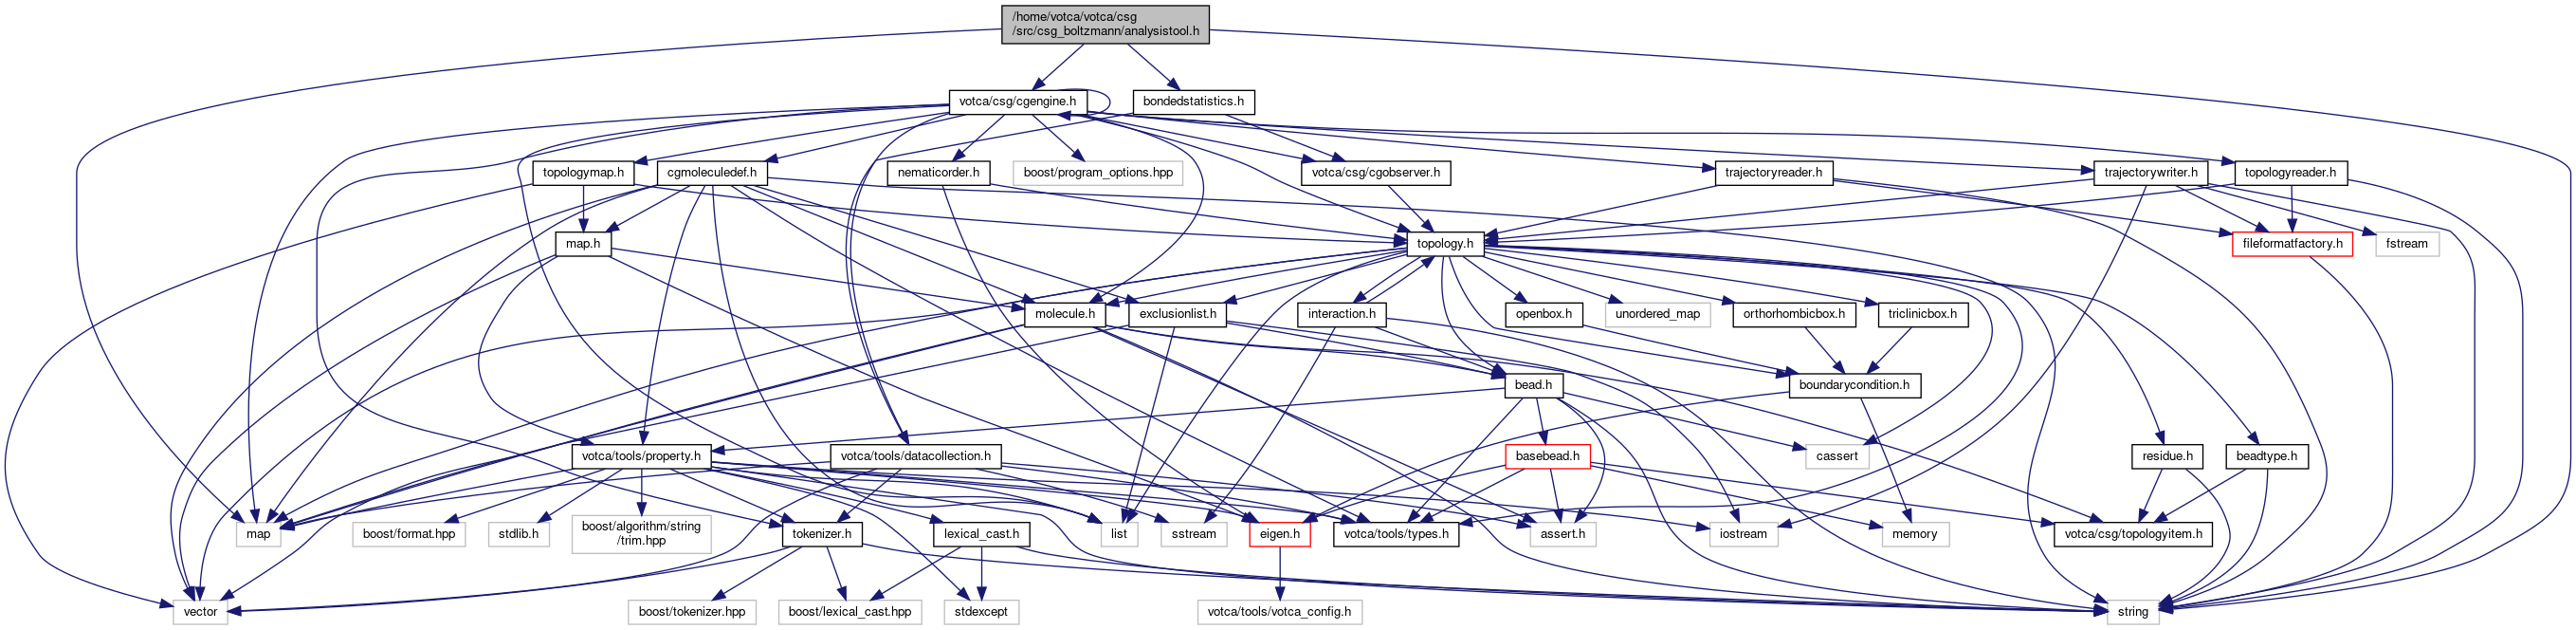 /home/votca/votca/csg
/src/csg_boltzmann/analysistool.h
votca/csg/cgengine.h
bondedstatistics.h
topologymap.h
cgmoleculedef.h
nematicorder.h
boost/program_options.hpp
votca/csg/cgobserver.h
trajectoryreader.h
trajectorywriter.h
topologyreader.h
map.h
topology.h
fileformatfactory.h
fstream
molecule.h
exclusionlist.h
interaction.h
openbox.h
unordered_map
orthorhombicbox.h
triclinicbox.h
bead.h
boundarycondition.h
votca/tools/property.h
votca/tools/datacollection.h
basebead.h
cassert
residue.h
beadtype.h
map
boost/format.hpp
stdlib.h
boost/algorithm/string
/trim.hpp
tokenizer.h
lexical_cast.h
list
sstream
eigen.h
votca/tools/types.h
assert.h
iostream
memory
votca/csg/topologyitem.h
vector
boost/tokenizer.hpp
boost/lexical_cast.hpp
stdexcept
votca/tools/votca_config.h
string